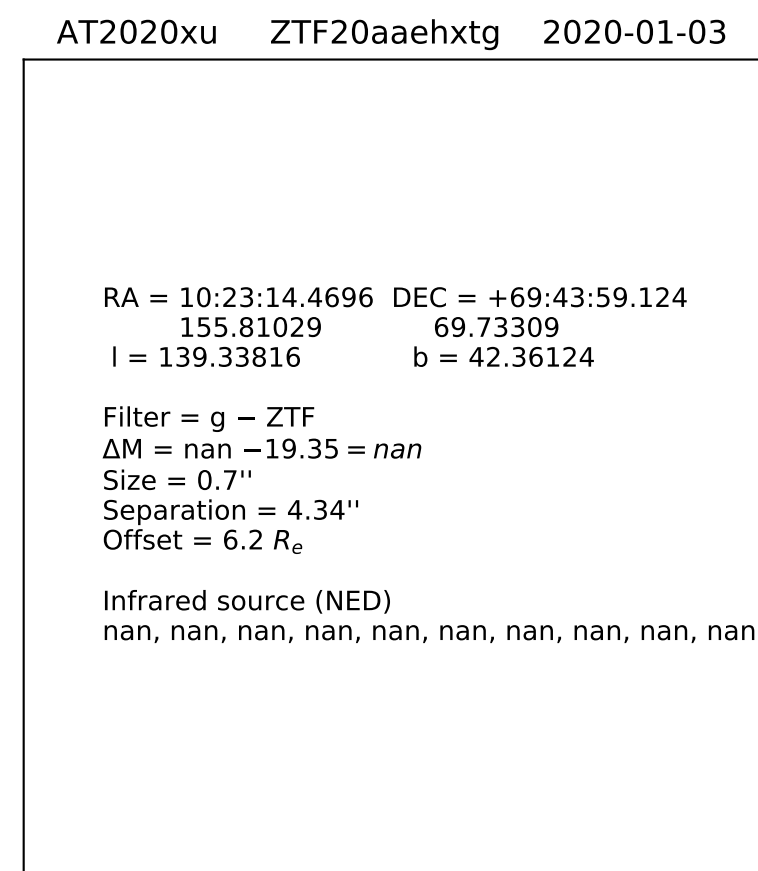 AT2020xu ZTF20aaehxtg 2020-01-03
RA = 10:23:14.4696 DEC = +69:43:59.124
155.81029 69.73309
l = 139.33816 b = 42.36124
Filter = g − ZTF
ΔM = nan −19.35 = nan
Size = 0.7''
Separation = 4.34''
Offset = 6.2 Re
Infrared source (NED)
nan, nan, nan, nan, nan, nan, nan, nan, nan, nan